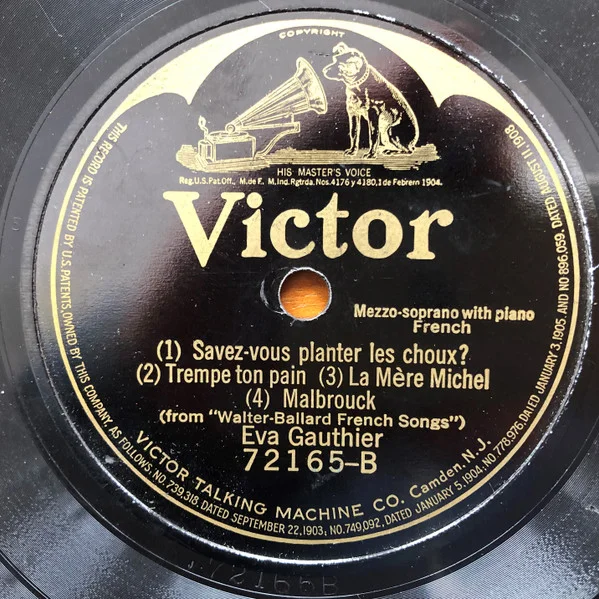 COPYRIGHT
HIS MASTER'S VOICE
Reg.U.S.Pat.Off., M.de F. M.Ind.Rgtrda.Nos.4176 y 4180,1 de Febrern 1904.
Victor
Mezzo-soprano with piano
French
(1) Savez-vous planter les choux?
(2) Trempe ton pain (3) La Mère Michel
(4) Malbrouck
(from "Walter-Ballard French Songs")
Eva Gauthier
72165-B
VICTOR TALKING MACHINE CO. Camden. N.J.
THIS RECORD IS PATENTED BY U.S. PATENTS, OWNED BY THIS COMPANY, AS FOLLOWS, NO. 739,318, DATED SEPTEMBER 22, 1903; NO. 749,092, DATED JANUARY 5, 1904, NO. 778,976, DATED JANUARY 3, 1905, AND NO 896,059, DATED AUGUST 11, 1908
72166B